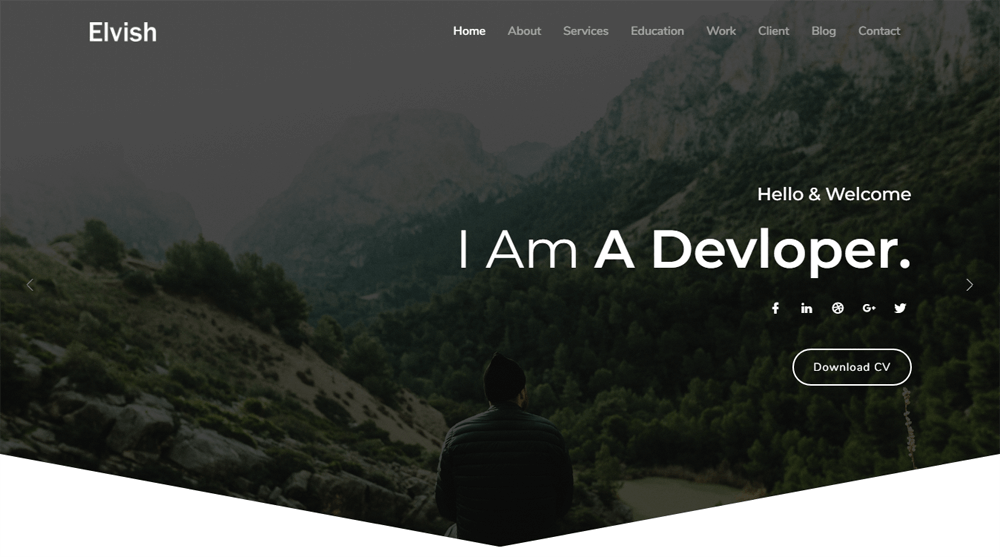 Elvish
Home About Services Education Work Client Blog Contact
Hello & Welcome
I Am A Devloper.
Download CV